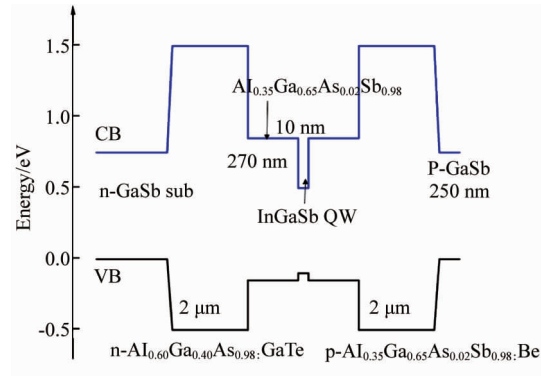 Energy/eV
1.5
1.0
0.5
0.0
-0.5
CB
VB
Al0.35Ga0.65As0.02Sb0.98
10 nm
270 nm
n-GaSb sub
InGaSb QW
P-GaSb
250 nm
2 μm
2 μm
n-Al0.60Ga0.40As0.98:GaTe
p-Al0.35Ga0.65As0.02Sb0.98:Be